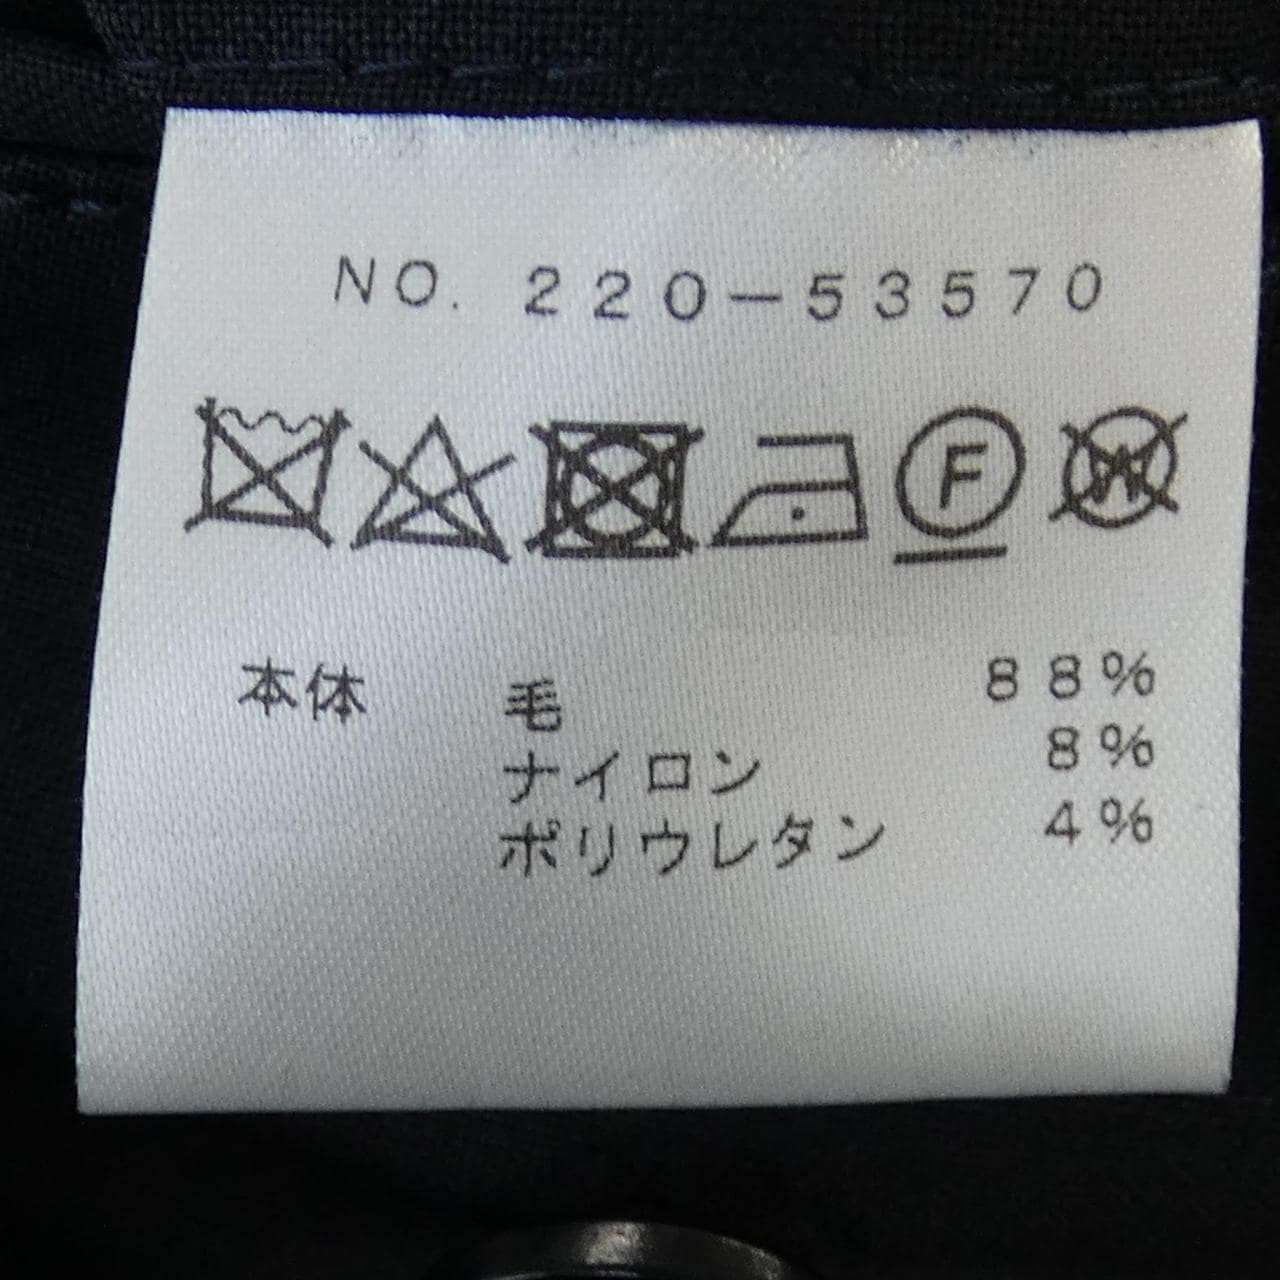 NO. 220-53570
F W
本体 毛 88%
ナイロン 8%
ポリウレタン 4%